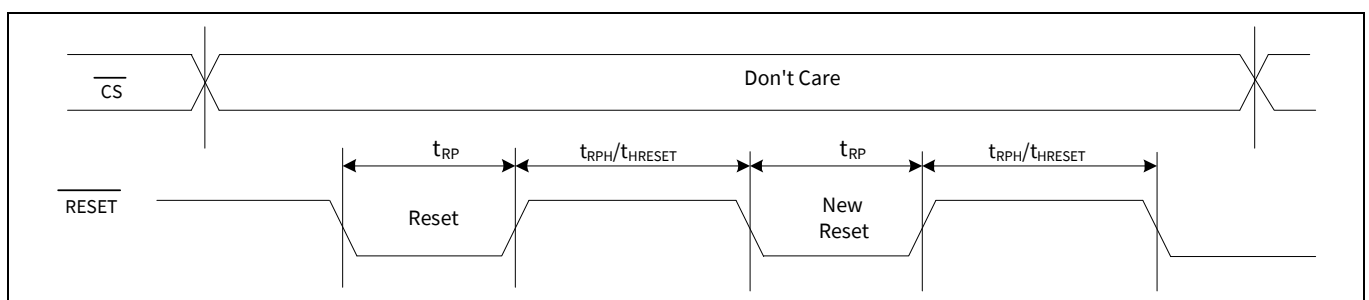 CS
Don't Care
tRP
tRPH/tHRESET
tRP
tRPH/tHRESET
RESET
Reset
New
Reset